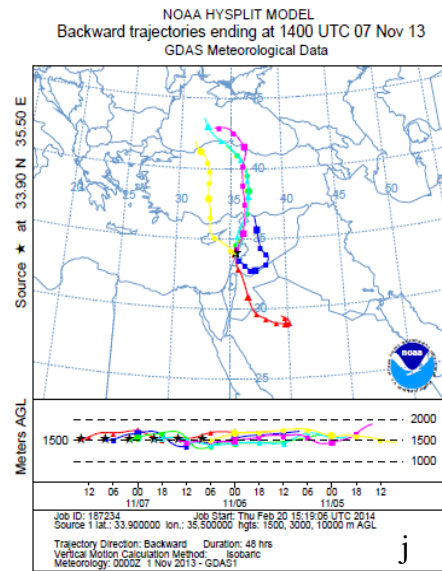 NOAA HYSPLIT MODEL
Backward trajectories ending at 1400 UTC 07 Nov 13
GDAS Meteorological Data
Source ★ at 33.90 N 35.50 E
40
35
30
25
30
35
40
noaa
Meters AGL
1500
2000
1500
1000
12 06 00 18 12 06 00 18 12 06 00 18 12
11/07 11/06 11/05
Job ID: 187234 Job Start: Thu Feb 20 15:19:06 UTC 2014
Source 1 lat.: 33.900000 lon.: 35.500000 hgts: 1500, 3000, 10000 m AGL
Trajectory Direction: Backward Duration: 48 hrs
Vertical Motion Calculation Method: Isobaric
Meteorology: 0000Z 1 Nov 2013 - GDAS1
j